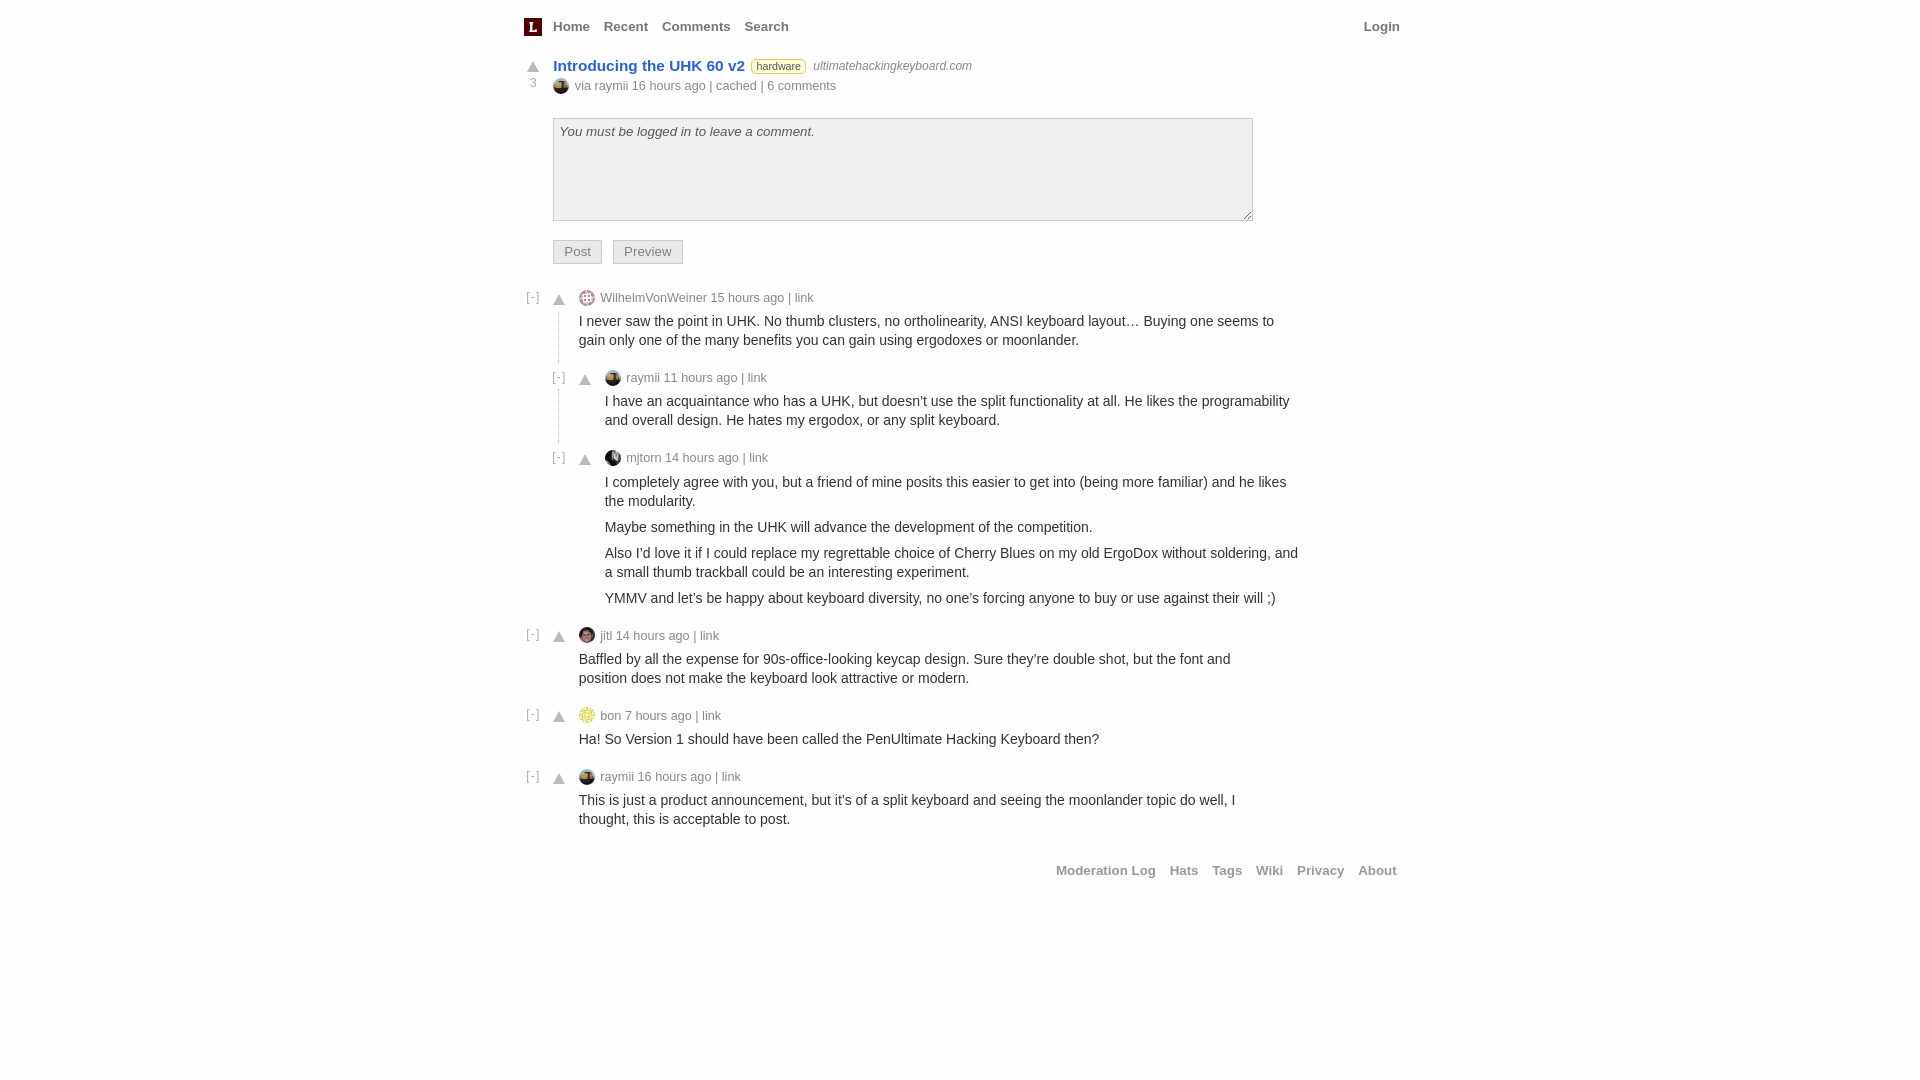 L Home Recent Comments Search Login
Introducing the UHK 60 v2 hardware ultimatehackingkeyboard.com
3
via raymii 16 hours ago | cached | 6 comments
You must be logged in to leave a comment.
Post Preview
[-] WilhelmVonWeiner 15 hours ago | link
I never saw the point in UHK. No thumb clusters, no ortholinearity, ANSI keyboard layout… Buying one seems to
gain only one of the many benefits you can gain using ergodoxes or moonlander.
[-] raymii 11 hours ago | link
I have an acquaintance who has a UHK, but doesn’t use the split functionality at all. He likes the programability
and overall design. He hates my ergodox, or any split keyboard.
[-] mjtorn 14 hours ago | link
I completely agree with you, but a friend of mine posits this easier to get into (being more familiar) and he likes
the modularity.
Maybe something in the UHK will advance the development of the competition.
Also I’d love it if I could replace my regrettable choice of Cherry Blues on my old ErgoDox without soldering, and
a small thumb trackball could be an interesting experiment.
YMMV and let’s be happy about keyboard diversity, no one’s forcing anyone to buy or use against their will ;)
[-] jitl 14 hours ago | link
Baffled by all the expense for 90s-office-looking keycap design. Sure they’re double shot, but the font and
position does not make the keyboard look attractive or modern.
[-] bon 7 hours ago | link
Ha! So Version 1 should have been called the PenUltimate Hacking Keyboard then?
[-] raymii 16 hours ago | link
This is just a product announcement, but it’s of a split keyboard and seeing the moonlander topic do well, I
thought, this is acceptable to post.
Moderation Log Hats Tags Wiki Privacy About